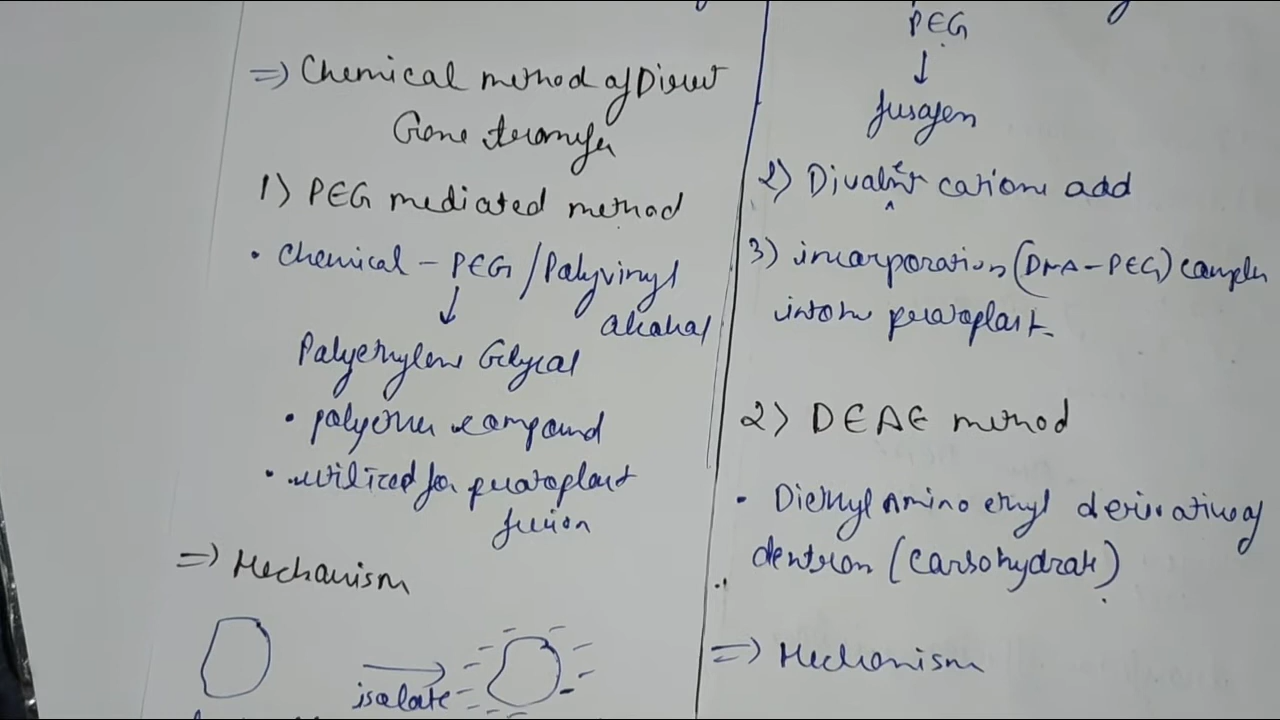 => Chemical method of Direct
Gene transfer
1) PEG mediated method
• Chemical - PEG / Polyvinyl
alcohol
↓
Polyethylene Glycol
• polymer compound
• utilized for protoplast
fusion
=> Mechanism
isolate
PEG
↓
fusogen
2) Divalent cations add
3) incorporation (DNA-PEG) complex
into protoplast
2) DEAE method
• Diethyl Amino ethyl derivative of
dextron (Carbohydrate)
=> Mechanism